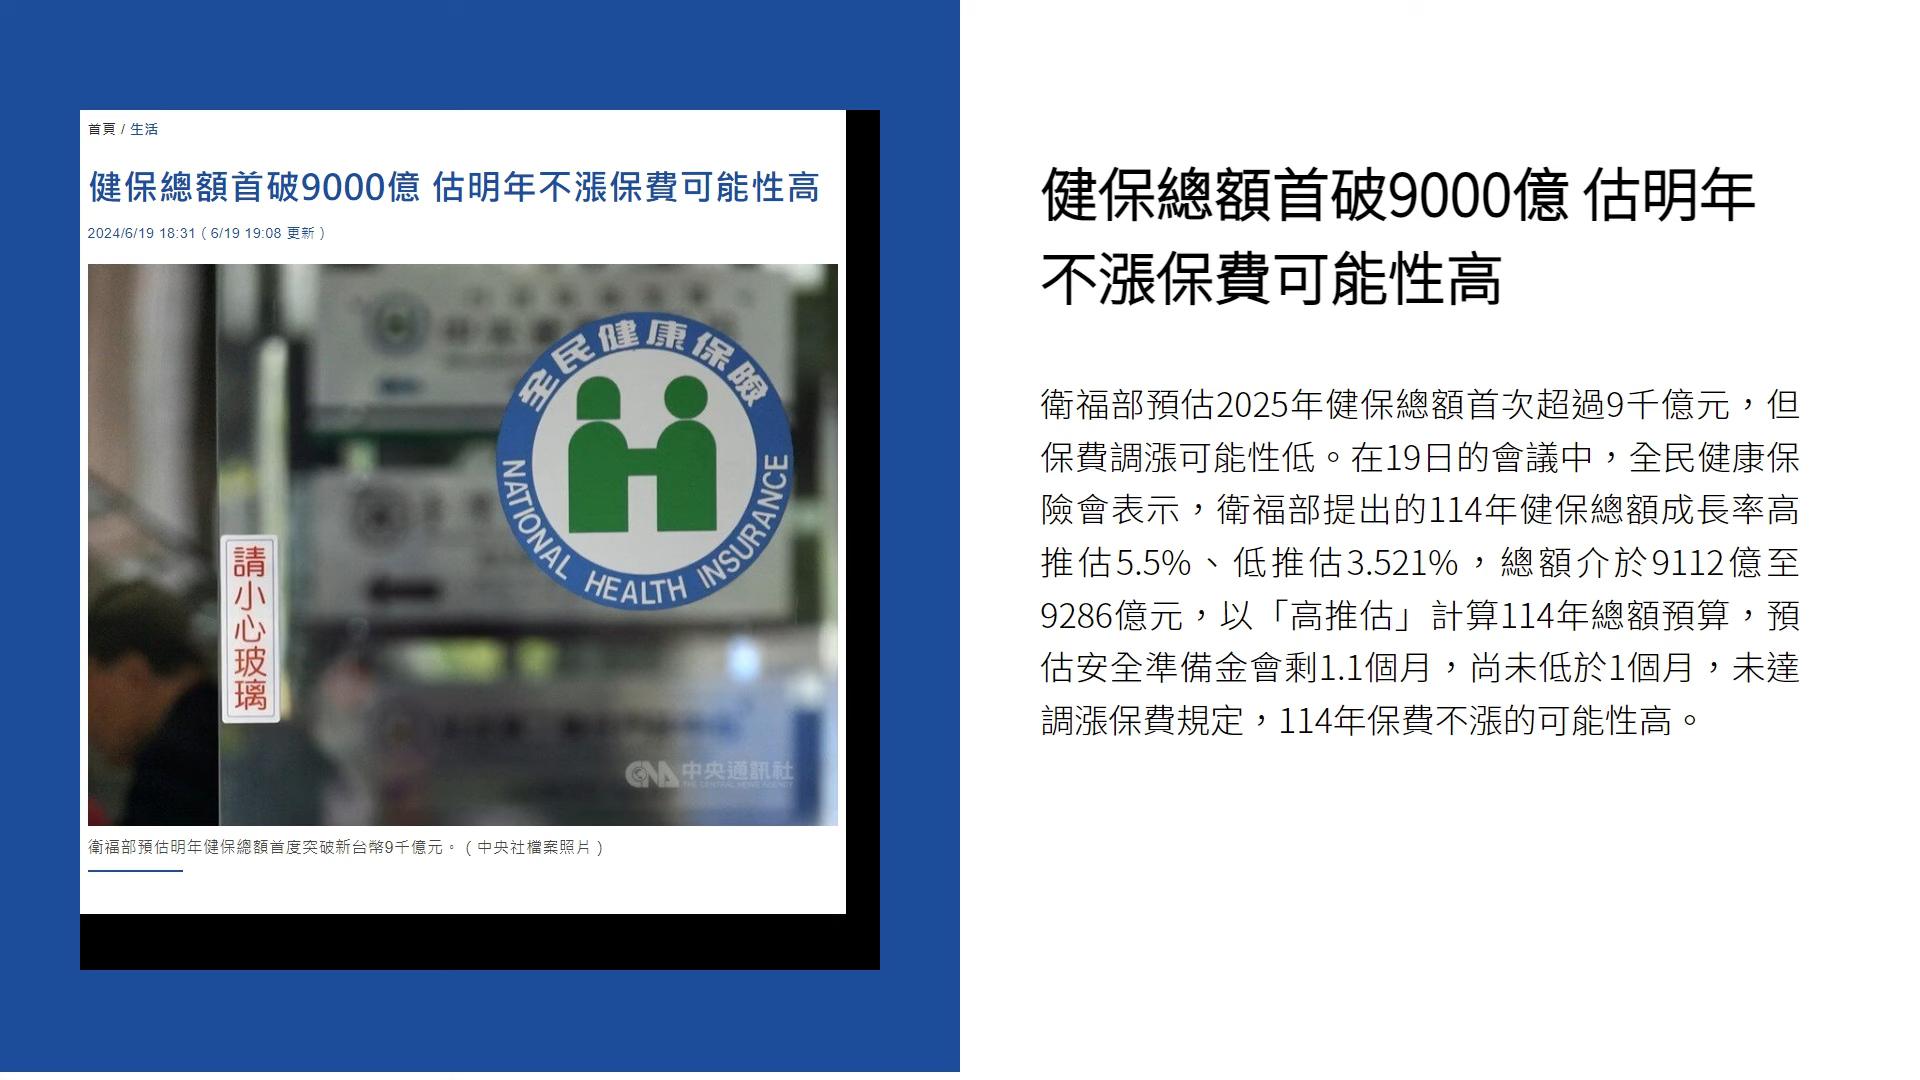 首頁 / 生活
健保總額首破9000億 估明年不漲保費可能性高
2024/6/19 18:31（6/19 19:08 更新）
全民健康保險
NATIONAL HEALTH INSURANCE
請小心玻璃
CNA 中央通訊社
THE CENTRAL NEWS AGENCY
衛福部預估明年健保總額首度突破新台幣9千億元。（中央社檔案照片）
健保總額首破9000億 估明年
不漲保費可能性高
衛福部預估2025年健保總額首次超過9千億元，但
保費調漲可能性低。在19日的會議中，全民健康保
險會表示，衛福部提出的114年健保總額成長率高
推估5.5%、低推估3.521%，總額介於9112億至
9286億元，以「高推估」計算114年總額預算，預
估安全準備金會剩1.1個月，尚未低於1個月，未達
調漲保費規定，114年保費不漲的可能性高。